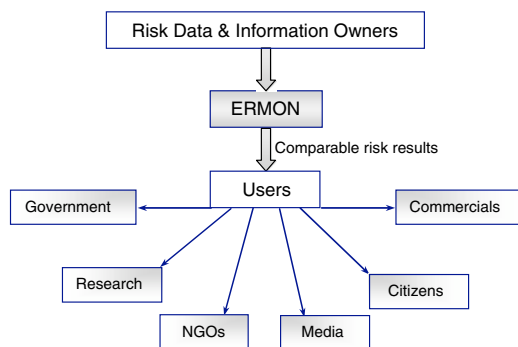 Risk Data & Information Owners
ERMON
Comparable risk results
Users
Government
Commercials
Research
Citizens
NGOs
Media